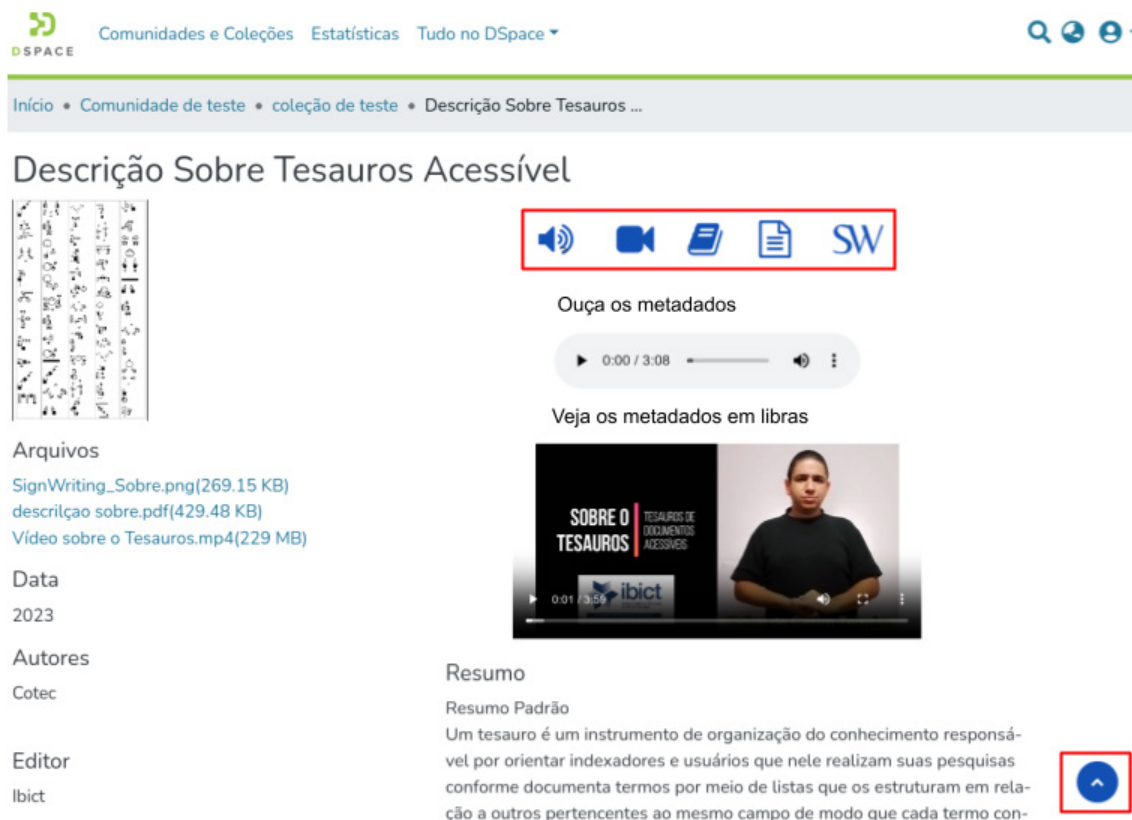 DSPACE
Comunidades e Coleções Estatísticas Tudo no DSpace
Início • Comunidade de teste • coleção de teste • Descrição Sobre Tesauros ...
Descrição Sobre Tesauros Acessível
SW
Ouça os metadados
0:00 / 3:08
Veja os metadados em libras
SOBRE O
TESAUROS
TESAUROS DE
DOCUMENTOS
ACESSÍVEIS
ibict
0:01 / 3:59
Arquivos
SignWriting_Sobre.png(269.15 KB)
descrilçao sobre.pdf(429.48 KB)
Vídeo sobre o Tesauros.mp4(229 MB)
Data
2023
Autores
Cotec
Editor
Ibict
Resumo
Resumo Padrão
Um tesauro é um instrumento de organização do conhecimento responsá-
vel por orientar indexadores e usuários que nele realizam suas pesquisas
conforme documenta termos por meio de listas que os estruturam em rela-
ção a outros pertencentes ao mesmo campo de modo que cada termo con-